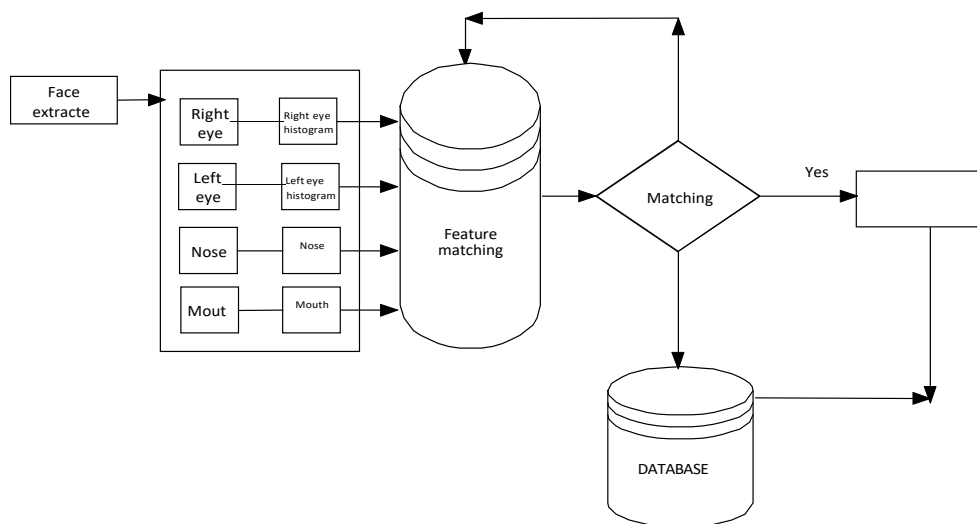 Face
extracte
Right
eye
Right eye
histogram
Left
eye
Left eye
histogram
Nose
Nose
Mout
Mouth
Feature
matching
Matching
Yes
DATABASE